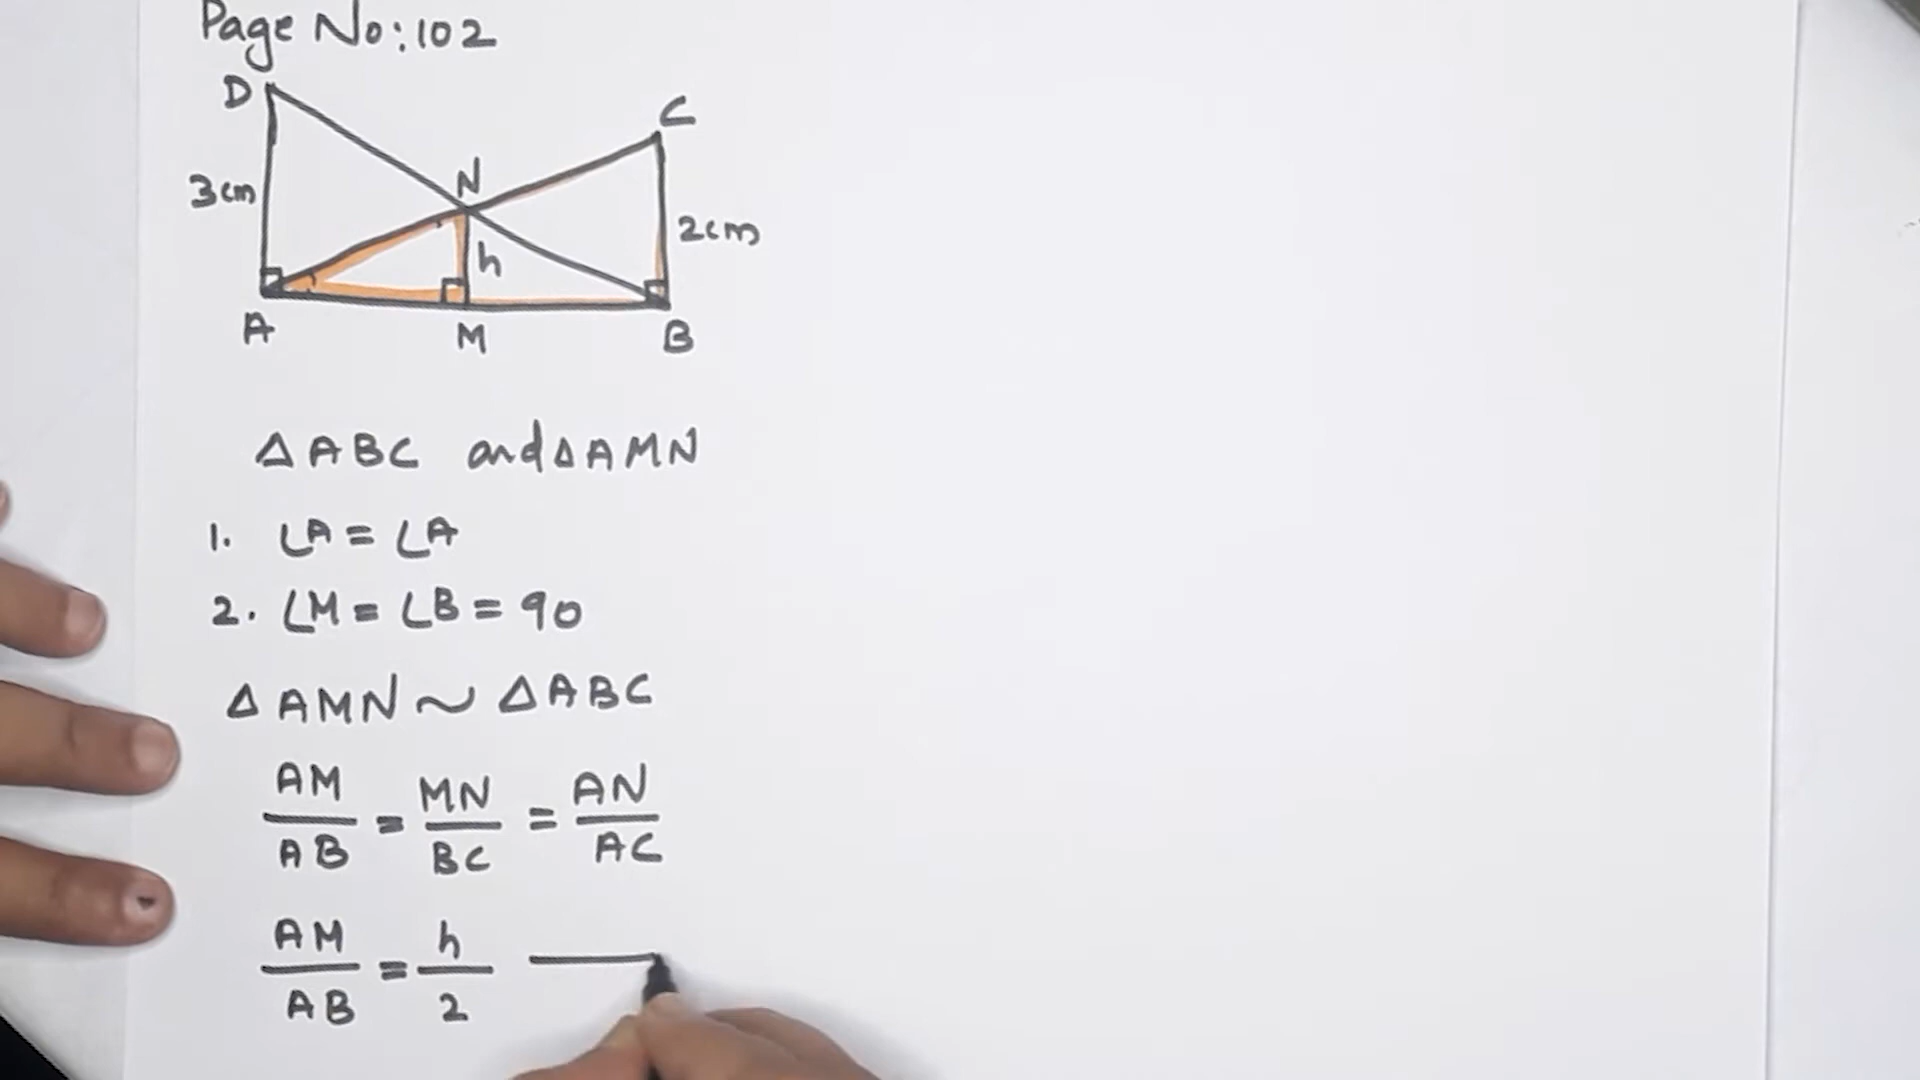 Page No:102
D
C
N
3cm
2cm
h
A
M
B
△ABC and △AMN
1. ∠A = ∠A
2. ∠M = ∠B = 90
△AMN ~ △ABC
AM/AB = MN/BC = AN/AC
AM/AB = h/2 —